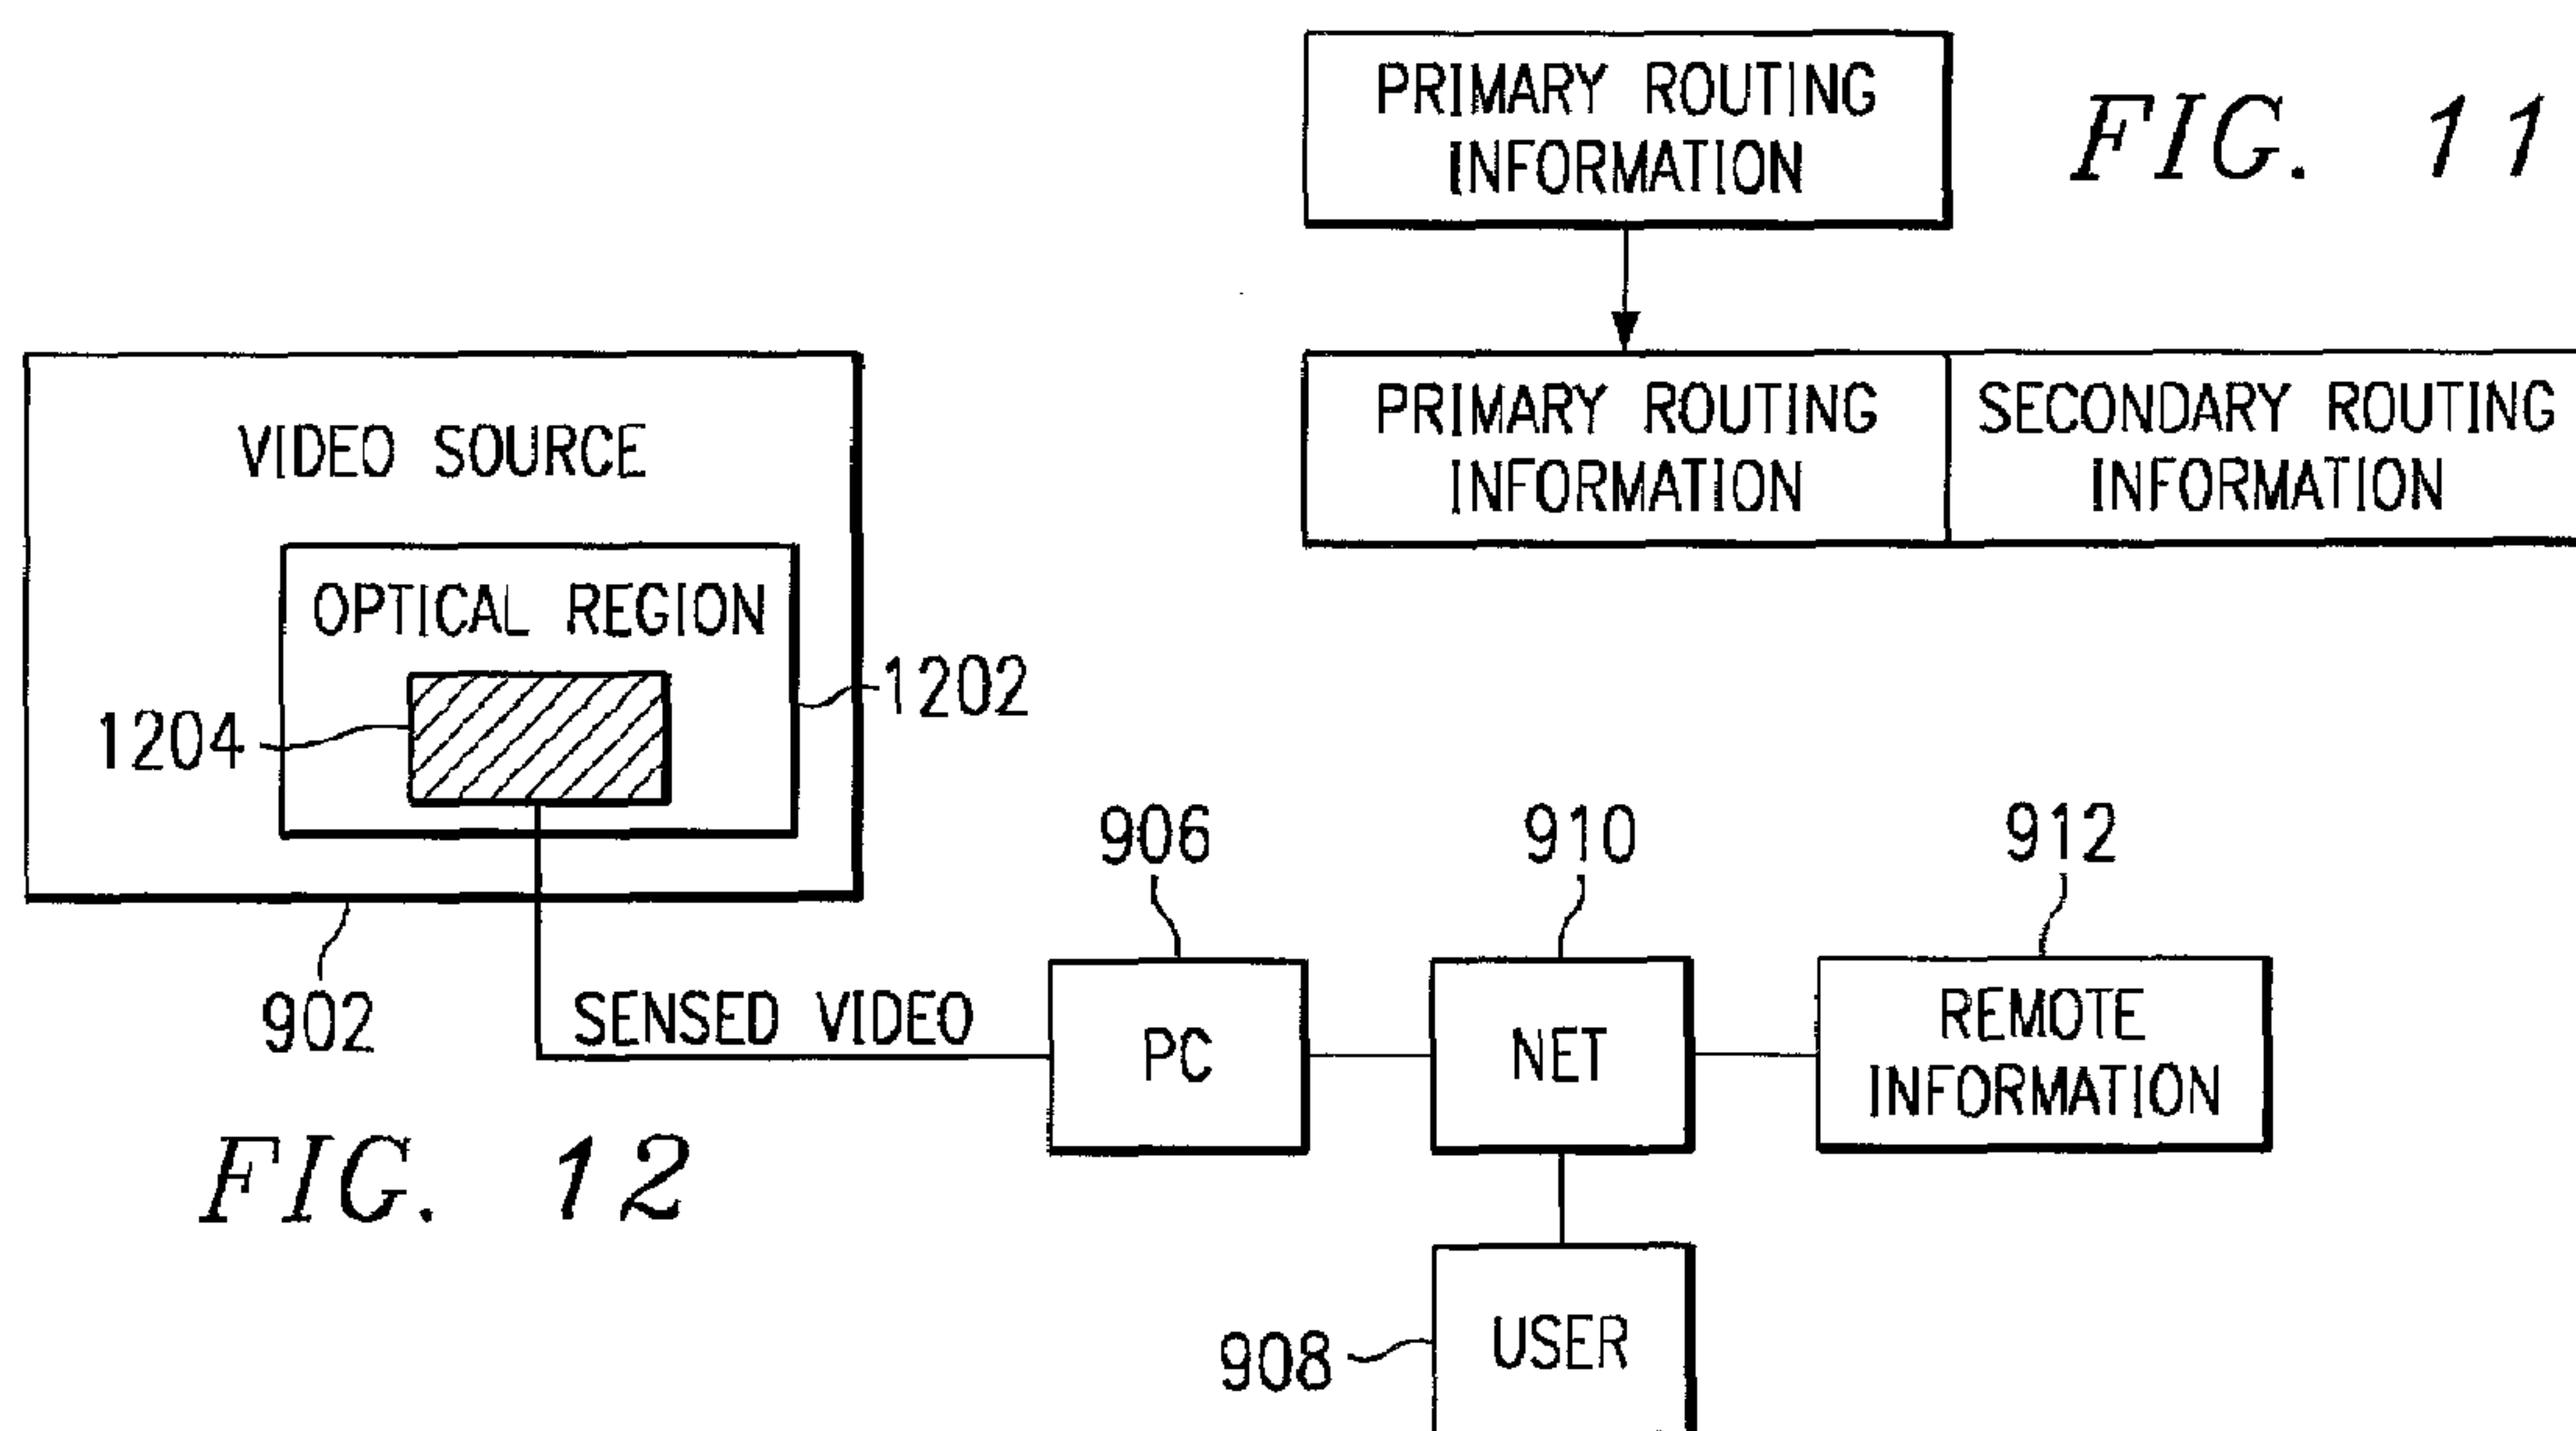 PRIMARY ROUTING
INFORMATION
FIG. 11
PRIMARY ROUTING
INFORMATION
SECONDARY ROUTING
INFORMATION
VIDEO SOURCE
OPTICAL REGION
1202
1204
902
SENSED VIDEO
906
PC
910
NET
912
REMOTE
INFORMATION
908
USER
FIG. 12